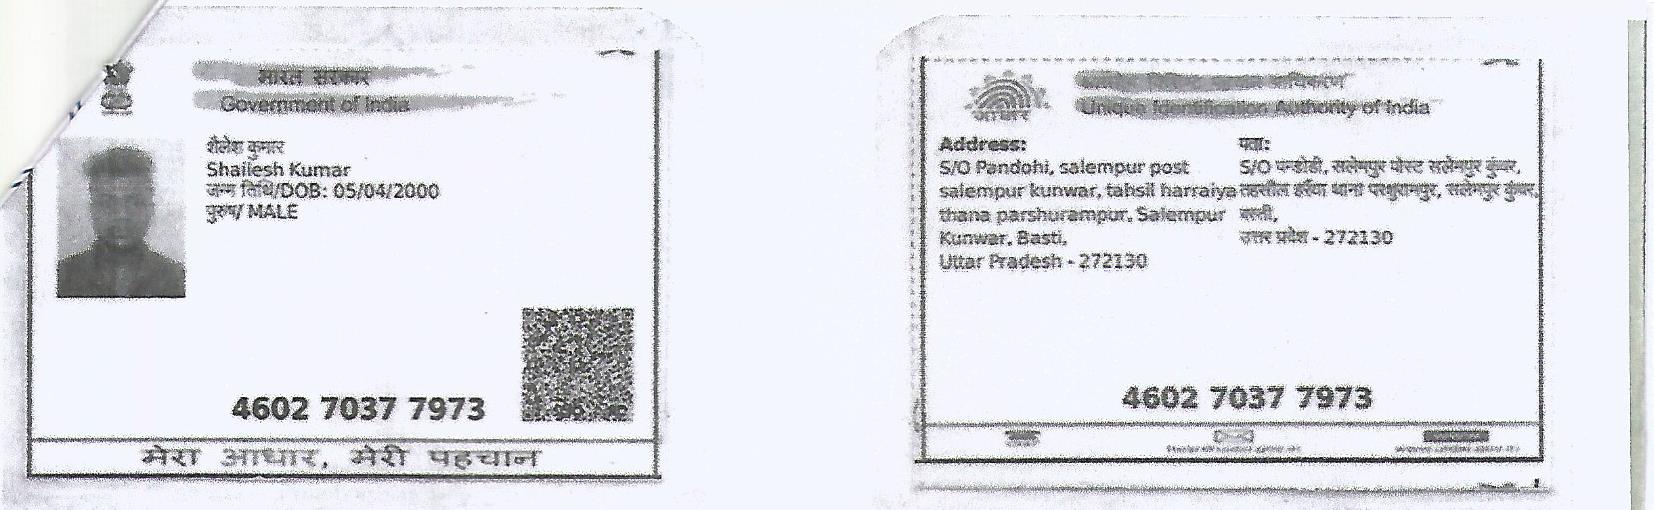 भारत सरकार
Government of India
शैलेश कुमार
Shailesh Kumar
जन्म तिथि/DOB: 05/04/2000
पुरुष/ MALE
4602 7037 7973
मेरा आधार, मेरी पहचान
Unique Identification Authority of India
आधार
Address:
S/O Pandohi, salempur post
salempur kunwar, tahsil harraiya
thana parshurampur, Salempur
Kunwar, Basti,
Uttar Pradesh - 272130
पता:
S/O पन्डोही, सलेमपुर पोस्ट सलेमपुर कुंवर,
तहसील हर्रैया थाना परशुरामपुर, सलेमपुर कुंवर,
बस्ती,
उत्तर प्रदेश - 272130
4602 7037 7973